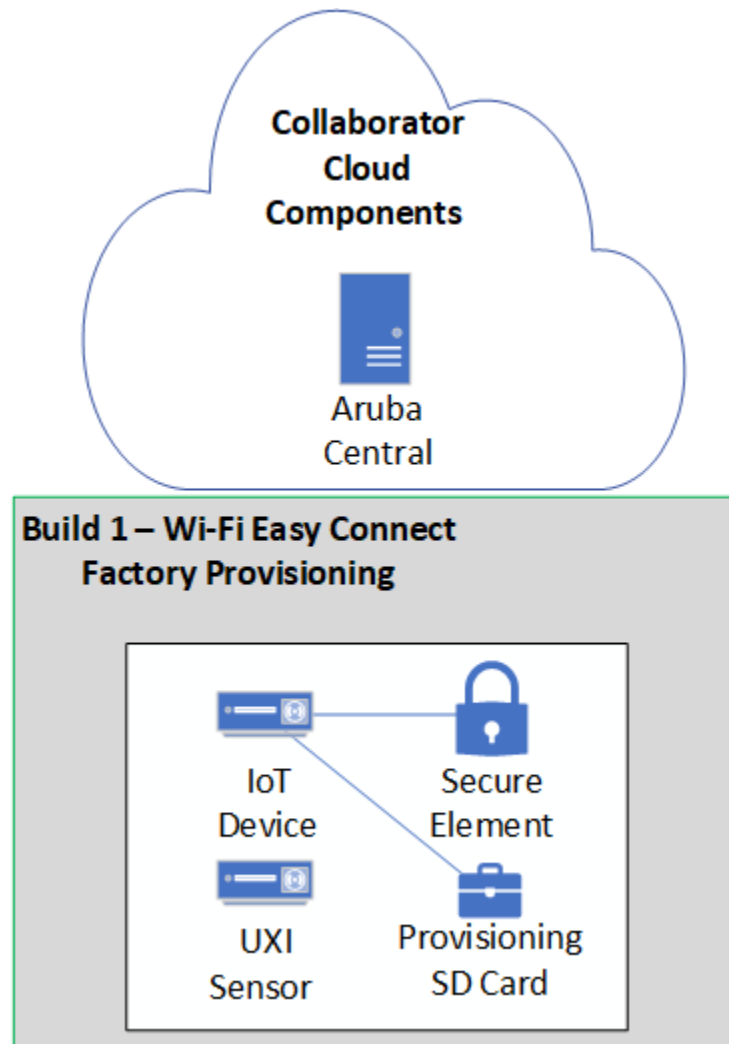 Collaborator
Cloud
Components
Aruba
Central
Build 1 – Wi-Fi Easy Connect
Factory Provisioning
IoT
Device
Secure
Element
UXI
Sensor
Provisioning
SD Card